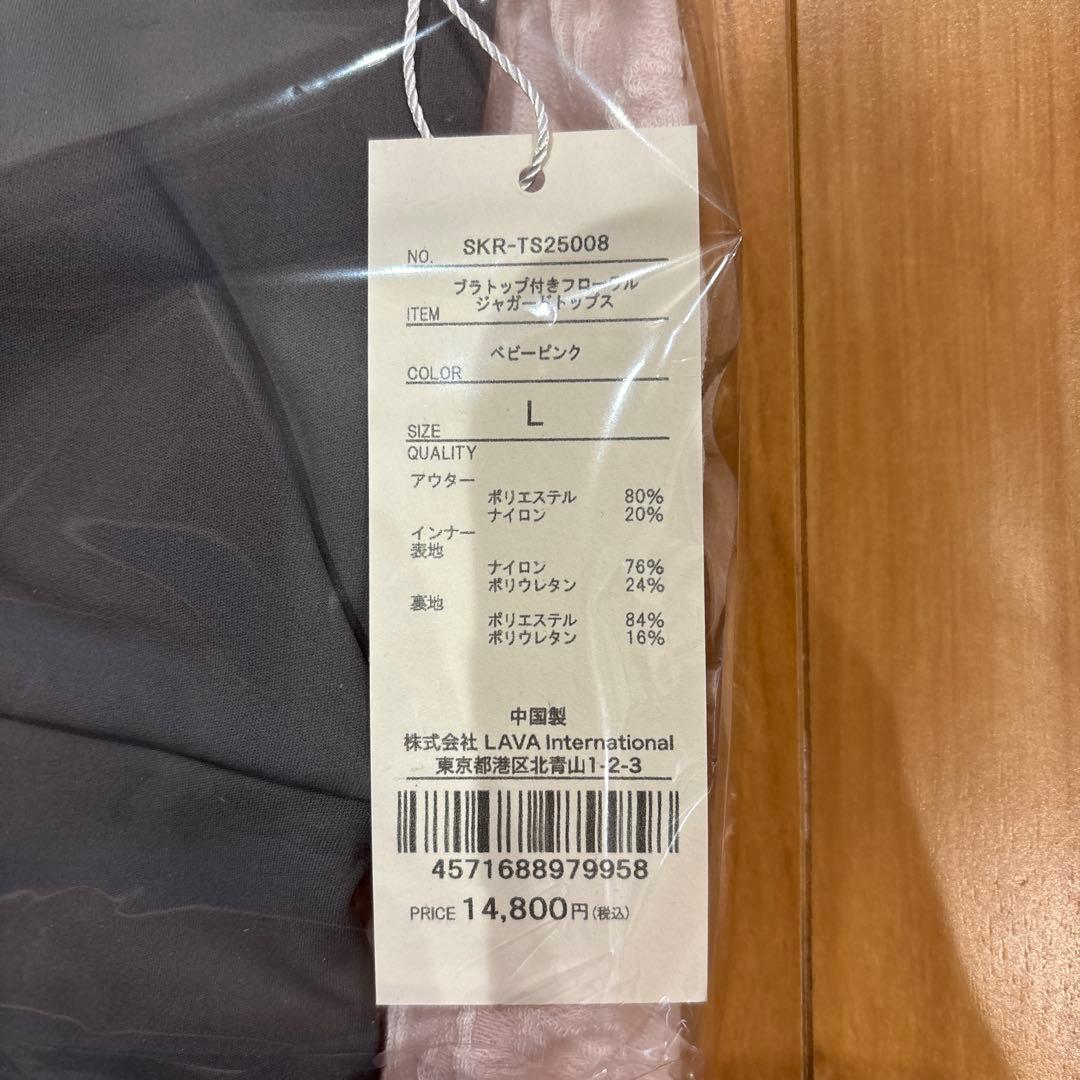 NO. SKR-TS25008
ブラトップ付きフローラル
ジャガードトップス
ITEM
ベビーピンク
COLOR
L
SIZE
QUALITY
アウター
ポリエステル 80%
ナイロン 20%
インナー
表地
ナイロン 76%
ポリウレタン 24%
裏地
ポリエステル 84%
ポリウレタン 16%
中国製
株式会社 LAVA International
東京都港区北青山1-2-3
4571688979958
PRICE 14,800円(税込)